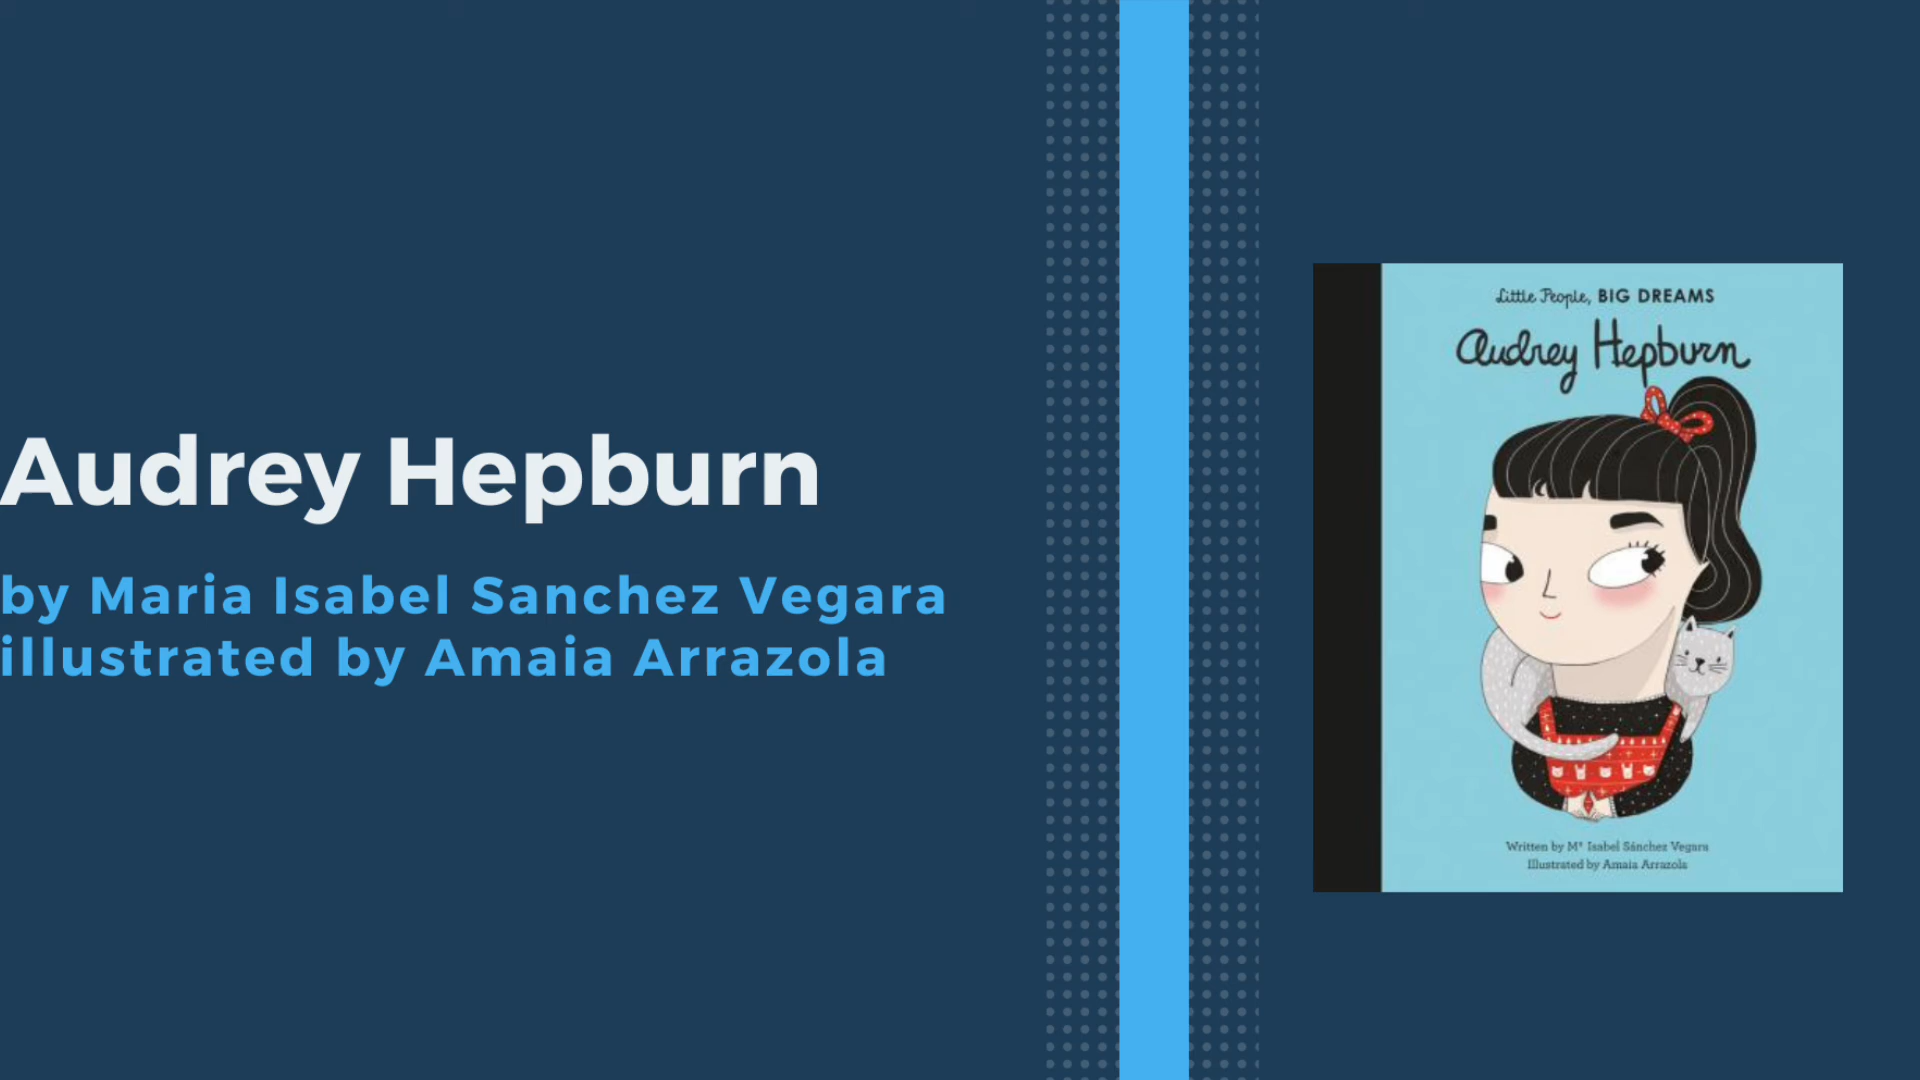 Audrey Hepburn
by Maria Isabel Sanchez Vegara
illustrated by Amaia Arrazola
Little People, BIG DREAMS
Audrey Hepburn
Written by Mª Isabel Sánchez Vegara
Illustrated by Amaia Arrazola